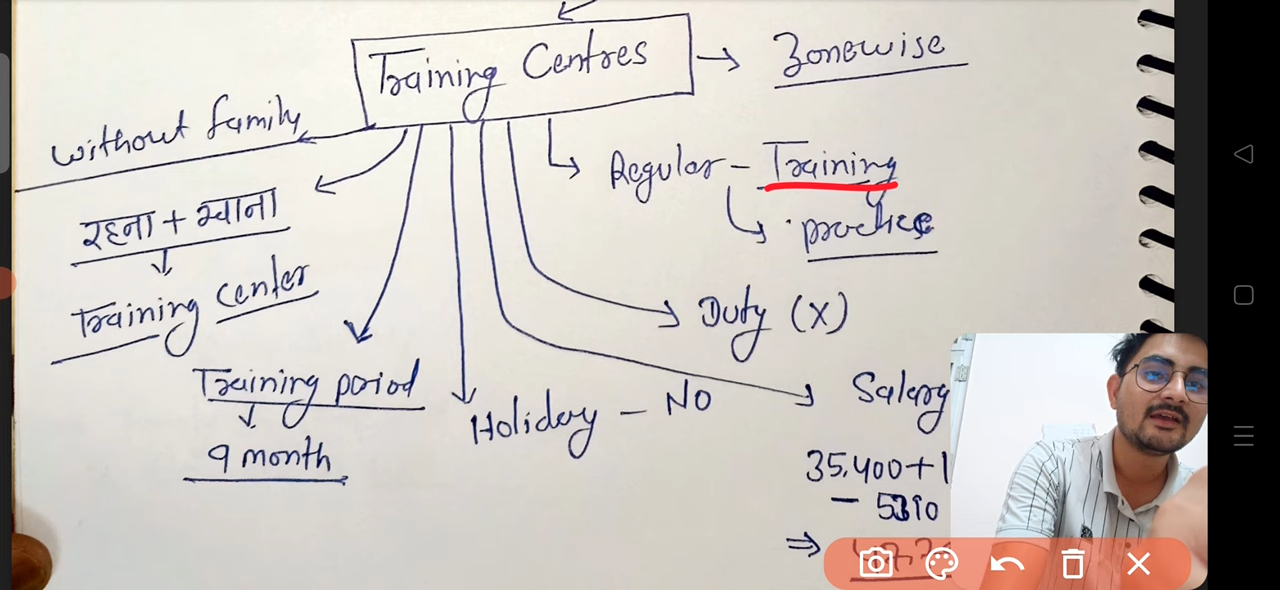 Training Centres → Zonewise
without family
Regular - Training
practice
रहना + खाना
Training center
Duty (X)
Training period
9 month
Holiday - NO
Salary
35,400+1
- 5310
⇒